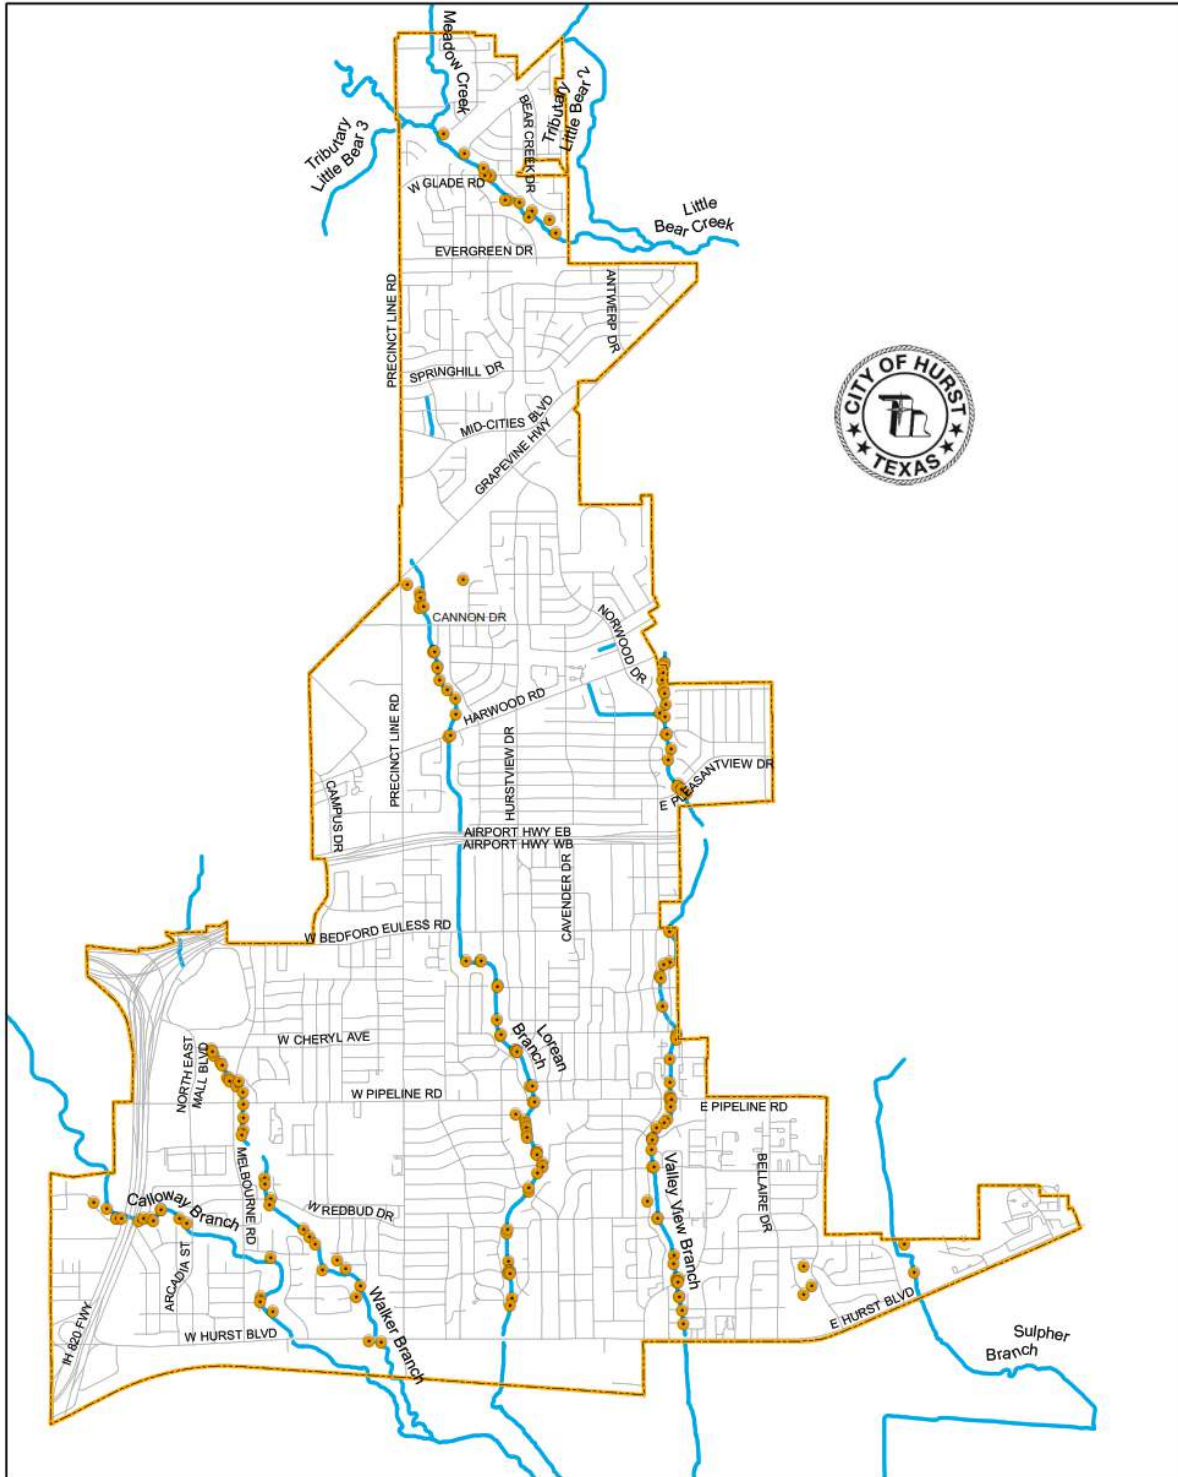 Meadow Creek
BEAR CREEK DR
Tributary
Little Bear 2
Tributary
Little Bear 3
W GLADE RD
Little
Bear Creek
EVERGREEN DR
PRECINCT LINE RD
ANTWERP DR
SPRINGHILL DR
MID-CITIES BLVD
GRAPEVINE HWY
CITY OF HURST
TEXAS
CANNON DR
NORWOOD DR
HARWOOD RD
PRECINCT LINE RD
HURSTVIEW DR
E PLEASANTVIEW DR
CAMPUS DR
AIRPORT HWY EB
AIRPORT HWY WB
CAVENDER DR
W BEDFORD EULESS RD
W CHERYL AVE
Lorean
Branch
NORTH EAST
MALL BLVD
W PIPELINE RD
E PIPELINE RD
MELBOURNE RD
Valley View Branch
BELLAIRE DR
Calloway Branch
W REDBUD DR
ARCADIA ST
IH 820 FWY
W HURST BLVD
Walker Branch
E HURST BLVD
Sulpher
Branch